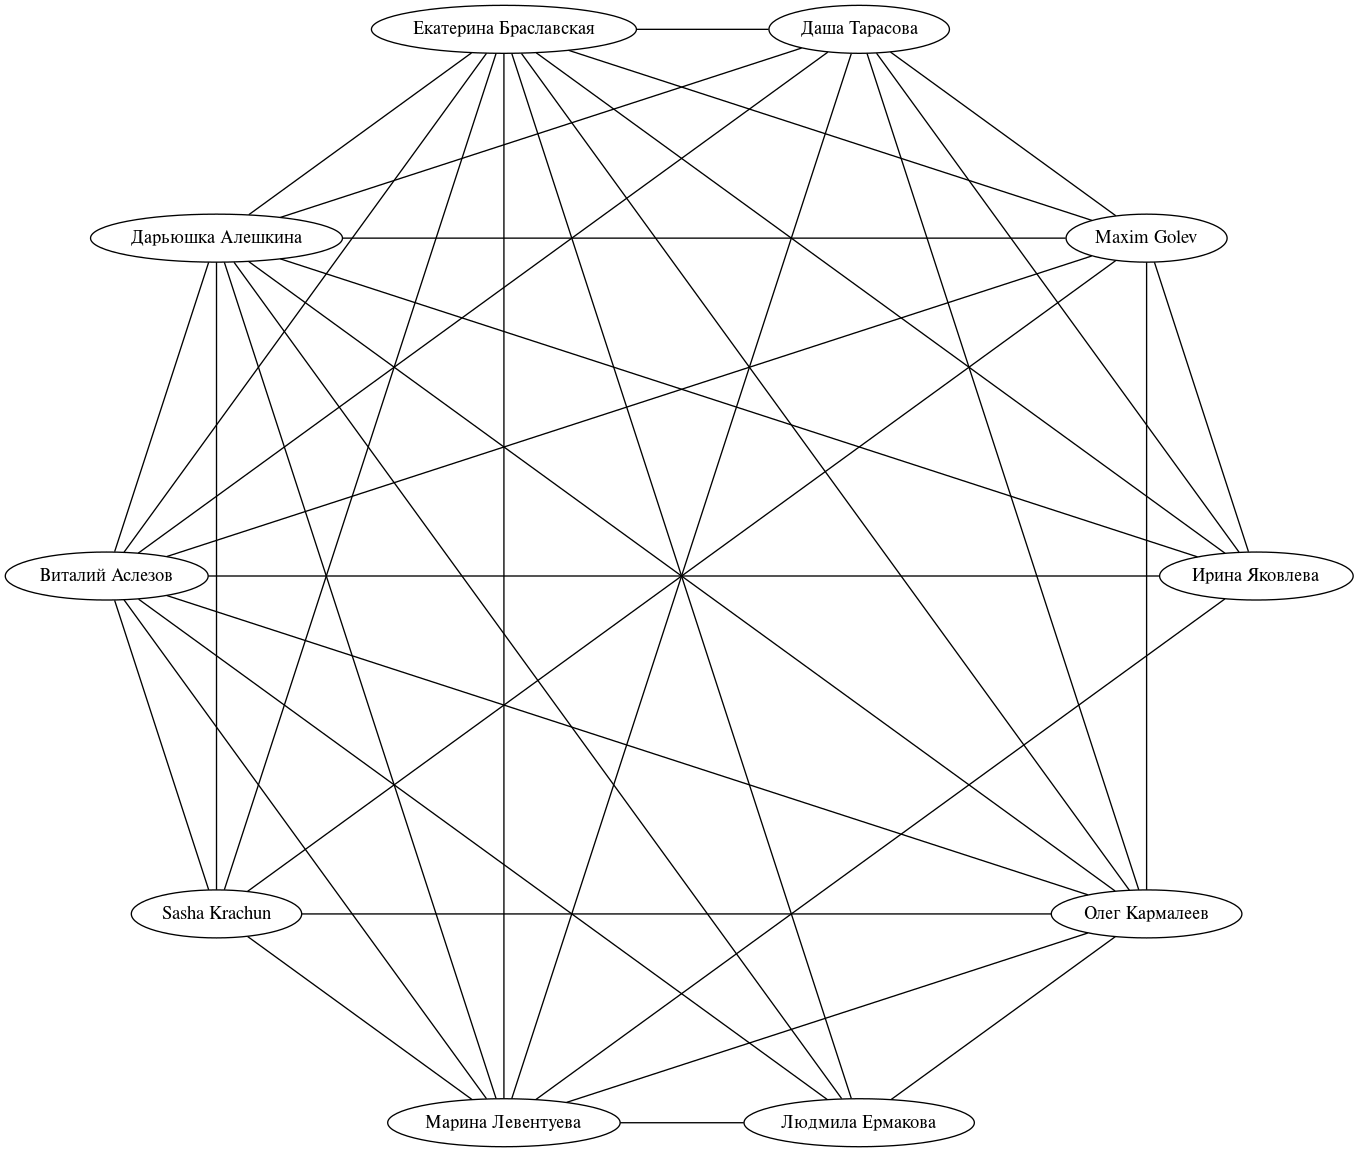 Екатерина Браславская
Даша Тарасова
Дарьюшка Алешкина
Maxim Golev
Виталий Аслезов
Ирина Яковлева
Sasha Krachun
Олег Кармалеев
Марина Левентуева
Людмила Ермакова